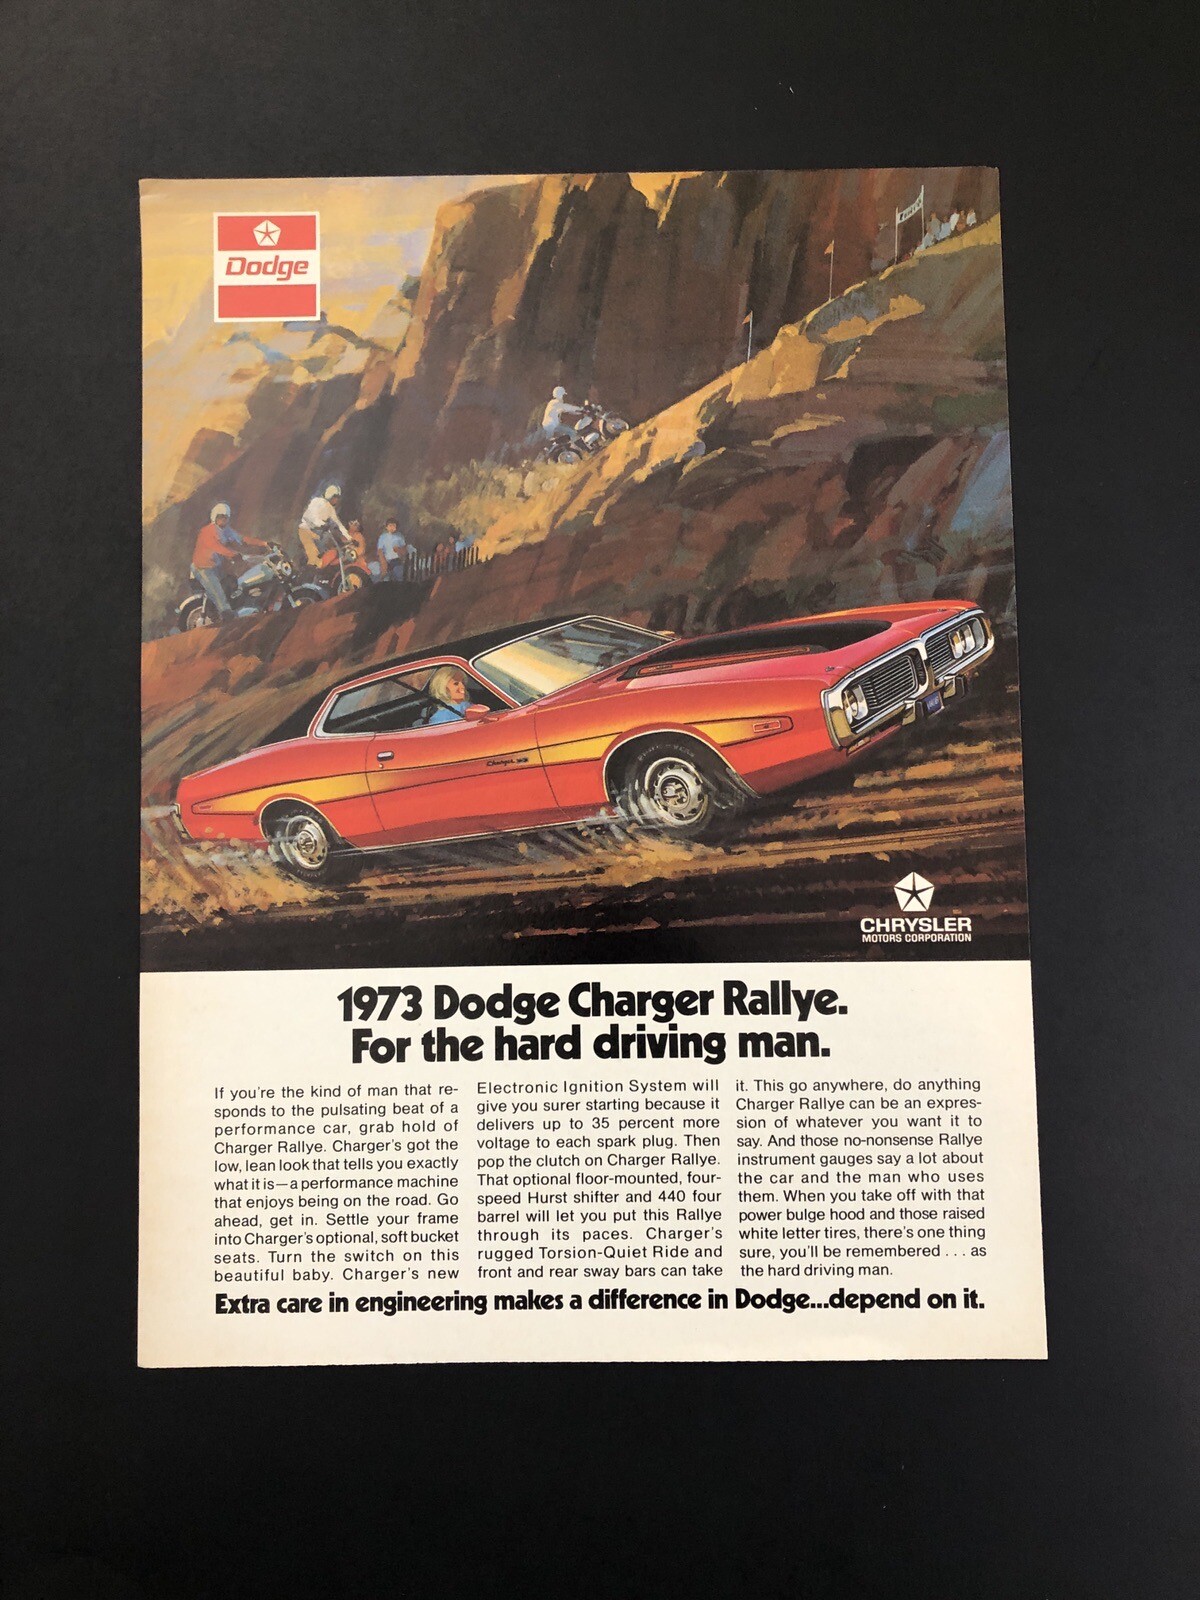 Dodge
CHRYSLER
MOTORS CORPORATION
1973 Dodge Charger Rallye.
For the hard driving man.
If you're the kind of man that re-
sponds to the pulsating beat of a
performance car, grab hold of
Charger Rallye. Charger's got the
low, lean look that tells you exactly
what it is—a performance machine
that enjoys being on the road. Go
ahead, get in. Settle your frame
into Charger's optional, soft bucket
seats. Turn the switch on this
beautiful baby. Charger's new
Electronic Ignition System will
give you surer starting because it
delivers up to 35 percent more
voltage to each spark plug. Then
pop the clutch on Charger Rallye.
That optional floor-mounted, four-
speed Hurst shifter and 440 four
barrel will let you put this Rallye
through its paces. Charger's
rugged Torsion-Quiet Ride and
front and rear sway bars can take
it. This go anywhere, do anything
Charger Rallye can be an expres-
sion of whatever you want it to
say. And those no-nonsense Rallye
instrument gauges say a lot about
the car and the man who uses
them. When you take off with that
power bulge hood and those raised
white letter tires, there's one thing
sure, you'll be remembered . . . as
the hard driving man.
Extra care in engineering makes a difference in Dodge...depend on it.